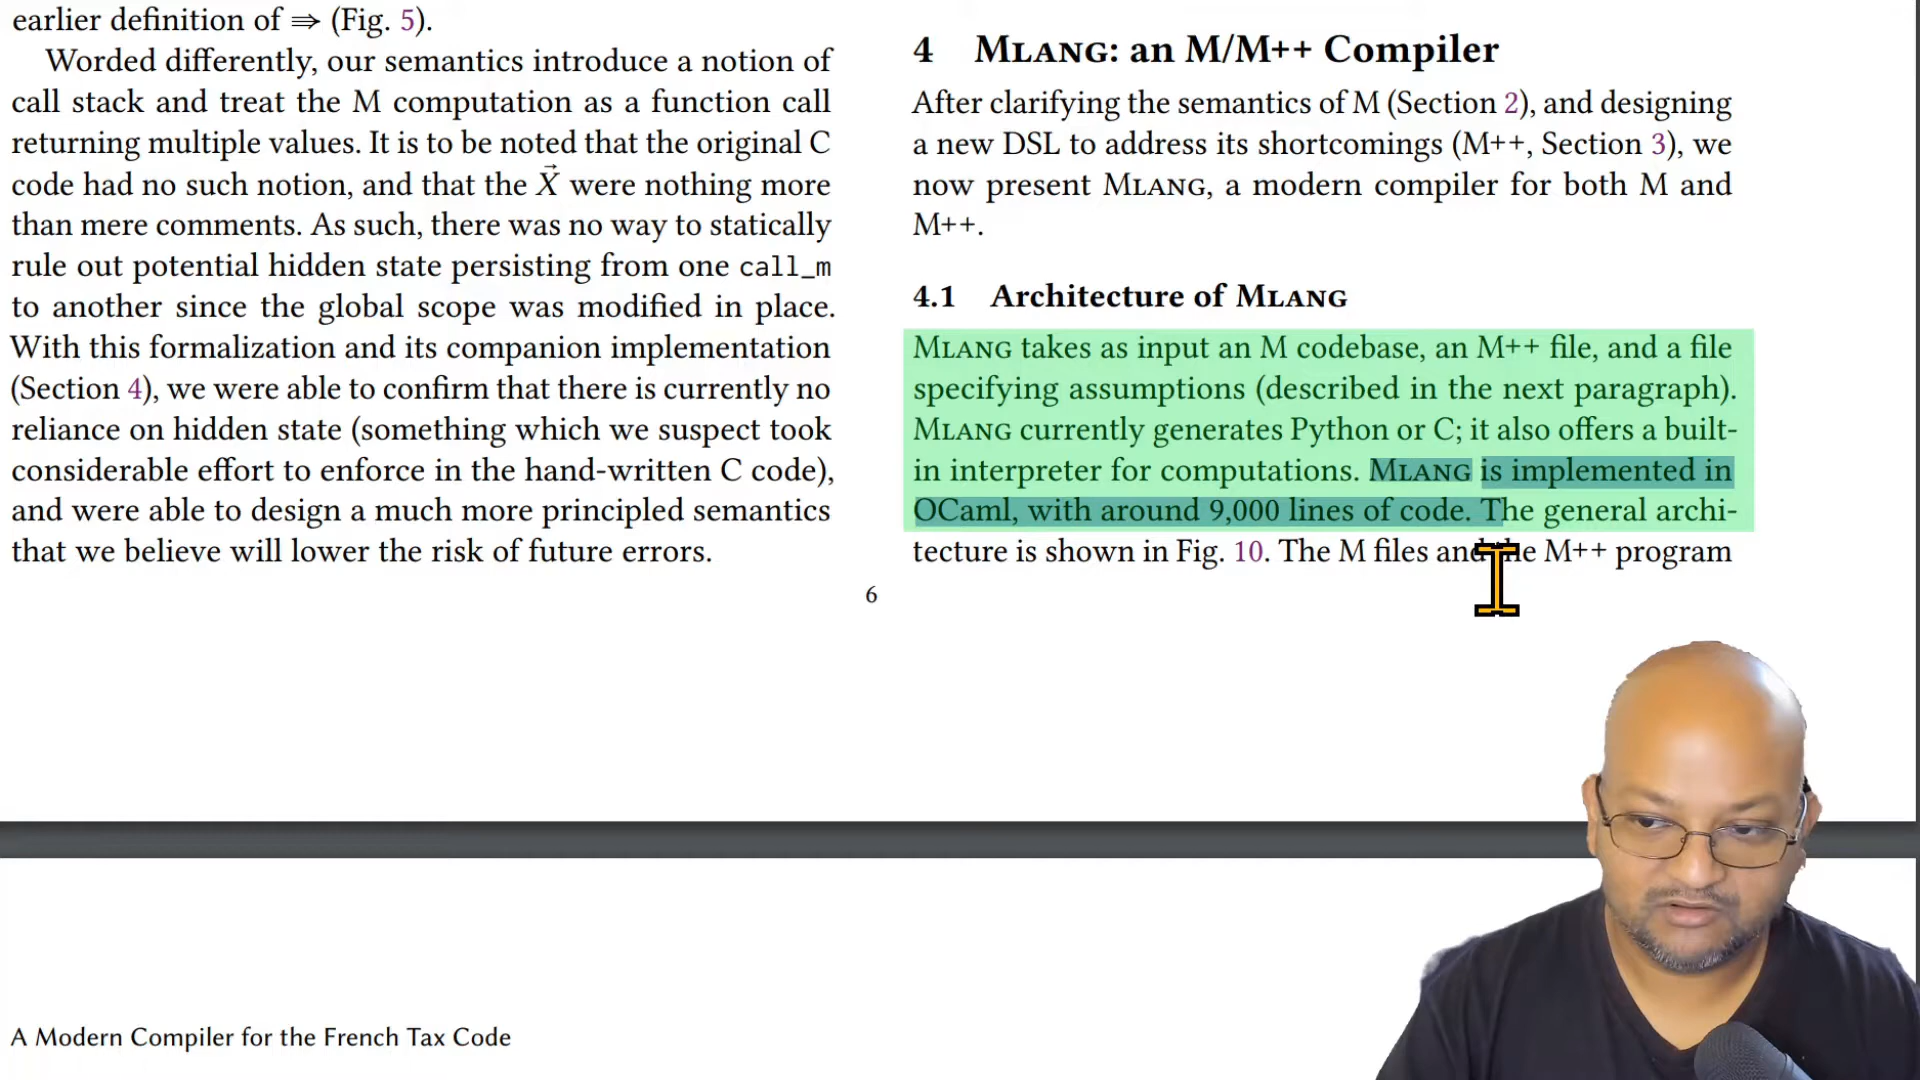 earlier definition of ⇛ (Fig. 5).
Worded differently, our semantics introduce a notion of
call stack and treat the M computation as a function call
returning multiple values. It is to be noted that the original C
code had no such notion, and that the X⃗ were nothing more
than mere comments. As such, there was no way to statically
rule out potential hidden state persisting from one call_m
to another since the global scope was modified in place.
With this formalization and its companion implementation
(Section 4), we were able to confirm that there is currently no
reliance on hidden state (something which we suspect took
considerable effort to enforce in the hand-written C code),
and were able to design a much more principled semantics
that we believe will lower the risk of future errors.
4 Mlang: an M/M++ Compiler
After clarifying the semantics of M (Section 2), and designing
a new DSL to address its shortcomings (M++, Section 3), we
now present Mlang, a modern compiler for both M and
M++.
4.1 Architecture of Mlang
Mlang takes as input an M codebase, an M++ file, and a file
specifying assumptions (described in the next paragraph).
Mlang currently generates Python or C; it also offers a built-
in interpreter for computations. Mlang is implemented in
OCaml, with around 9,000 lines of code. The general archi-
tecture is shown in Fig. 10. The M files and the M++ program
6
A Modern Compiler for the French Tax Code